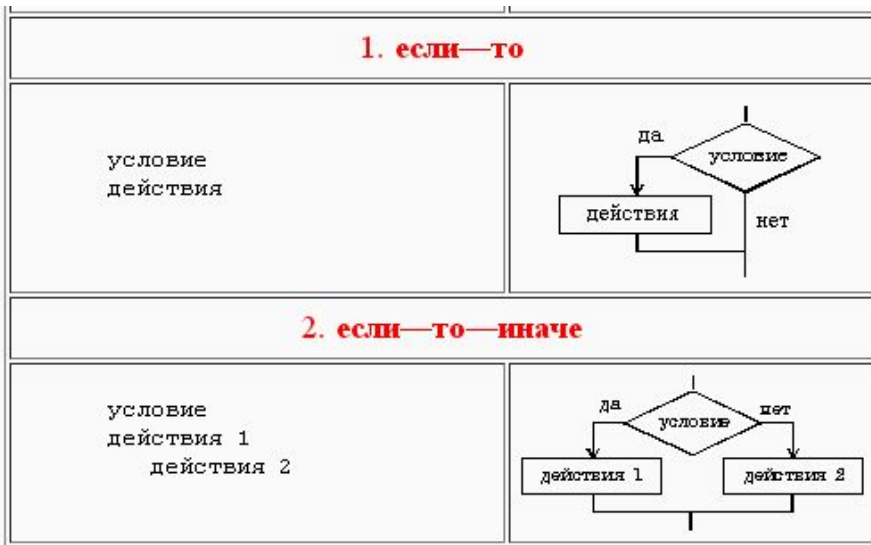 1. если—то
условие
действия
да
условие
действия
нет
2. если—то—иначе
условие
действия 1
действия 2
да
условие
нет
действия 1
действия 2